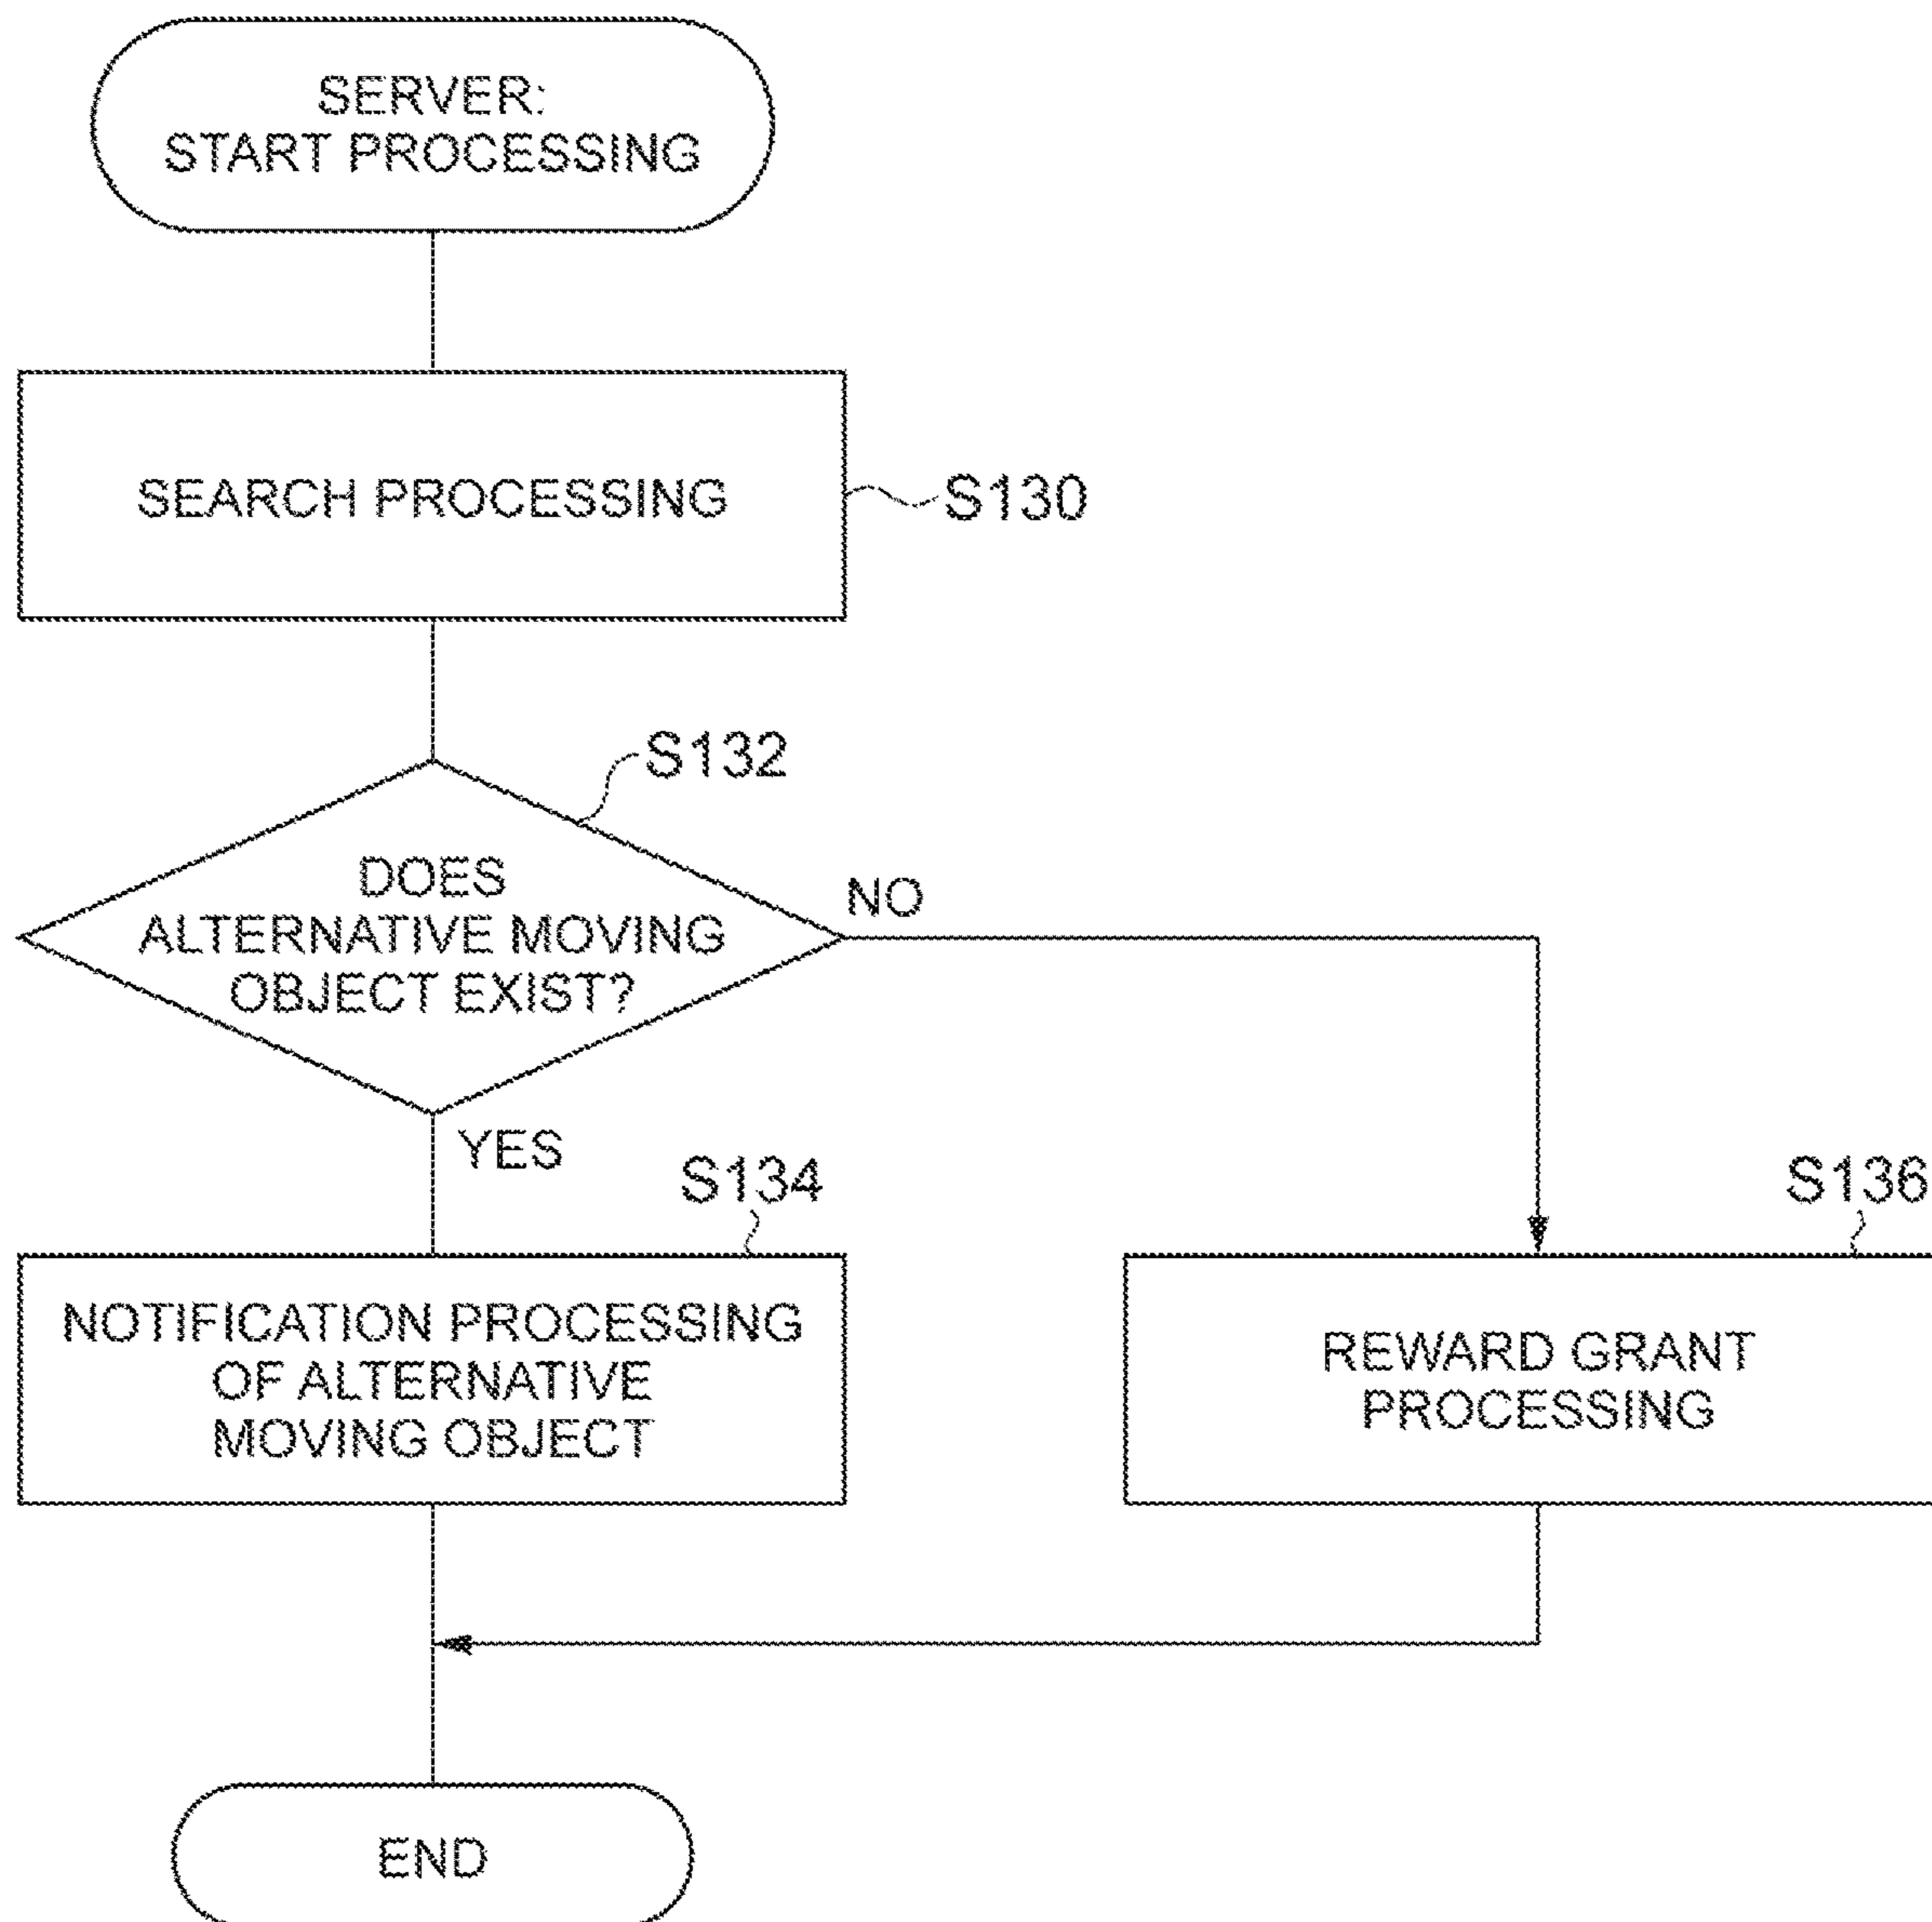 SERVER:
START PROCESSING
SEARCH PROCESSING
S130
S132
DOES
ALTERNATIVE MOVING
OBJECT EXIST?
NO
YES
S134
S136
NOTIFICATION PROCESSING
OF ALTERNATIVE
MOVING OBJECT
REWARD GRANT
PROCESSING
END